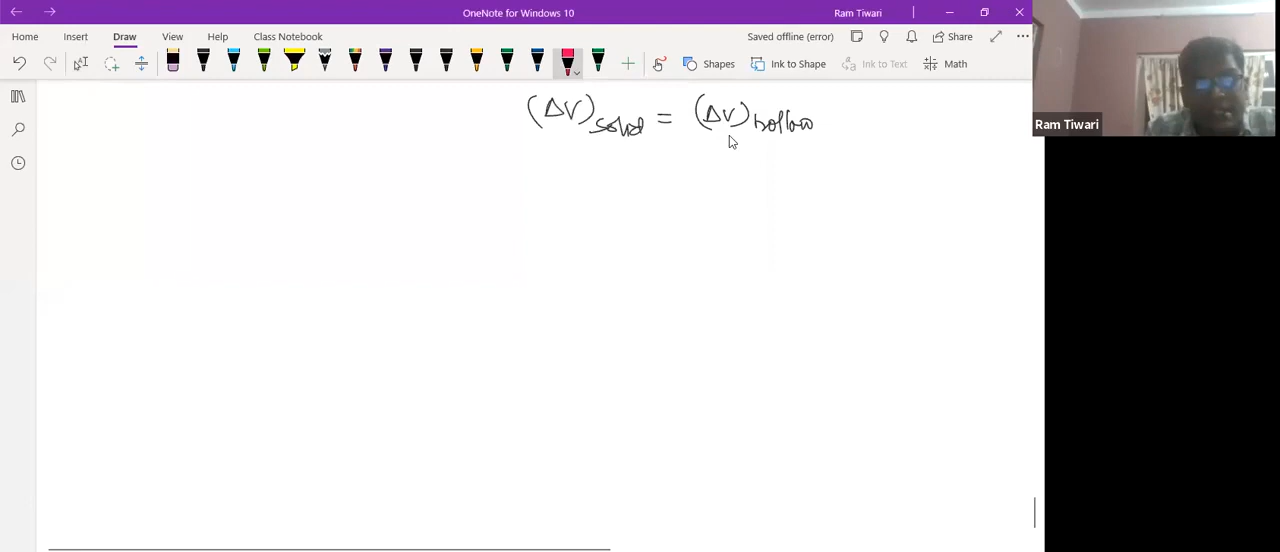 OneNote for Windows 10
Ram Tiwari
Home Insert Draw View Help Class Notebook
Saved offline (error) Share
Shapes Ink to Shape Ink to Text Math
(ΔV)solid = (ΔV)hollow
Ram Tiwari